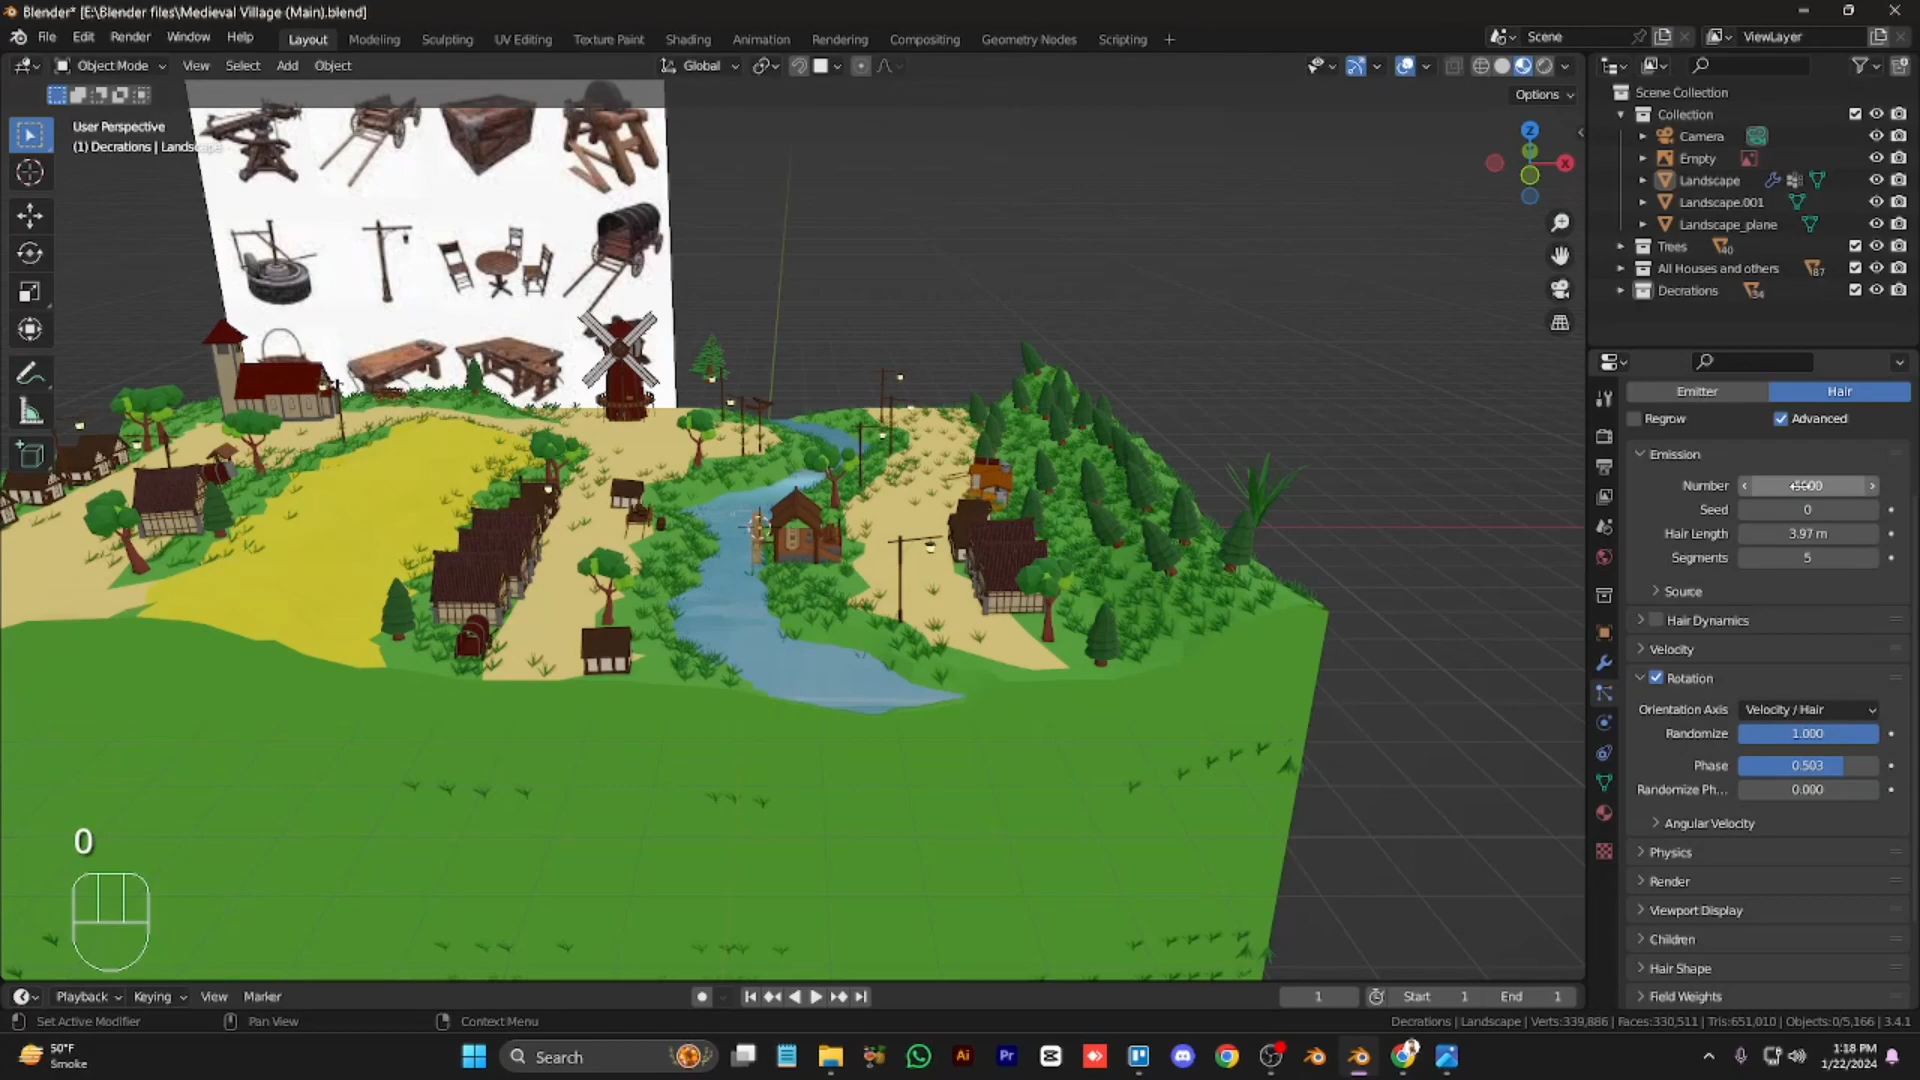 Blender* [E:\Blender files\Medieval Village (Main).blend]
File Edit Render Window Help
Layout Modeling Sculpting UV Editing Texture Paint Shading Animation Rendering Compositing Geometry Nodes Scripting +
Scene
ViewLayer
Object Mode View Select Add Object
Global
Options
User Perspective
(1) Decrations | Landscape
Z
X
Scene Collection
Collection
Camera
Empty
Landscape
Landscape.001
Landscape_plane
Trees 40
All Houses and others 87
Decrations 34
Emitter Hair
Regrow Advanced
Emission
Number
Seed 0
Hair Length 3.97 m
Segments 5
Source
Hair Dynamics
Velocity
Rotation
Orientation Axis Velocity / Hair
Randomize 1.000
Phase 0.503
Randomize Ph... 0.000
Angular Velocity
Physics
Render
Viewport Display
Children
Hair Shape
Field Weights
0
Playback Keying View Marker
1 Start 1 End 1
Set Active Modifier Pan View Context Menu
Decrations | Landscape | Verts:339,886 | Faces:330,511 | Tris:651,010 | Objects:0/5,166 | 3.4.1
50°F
Smoke
Search
Ai
Pr
1:18 PM
1/22/2024